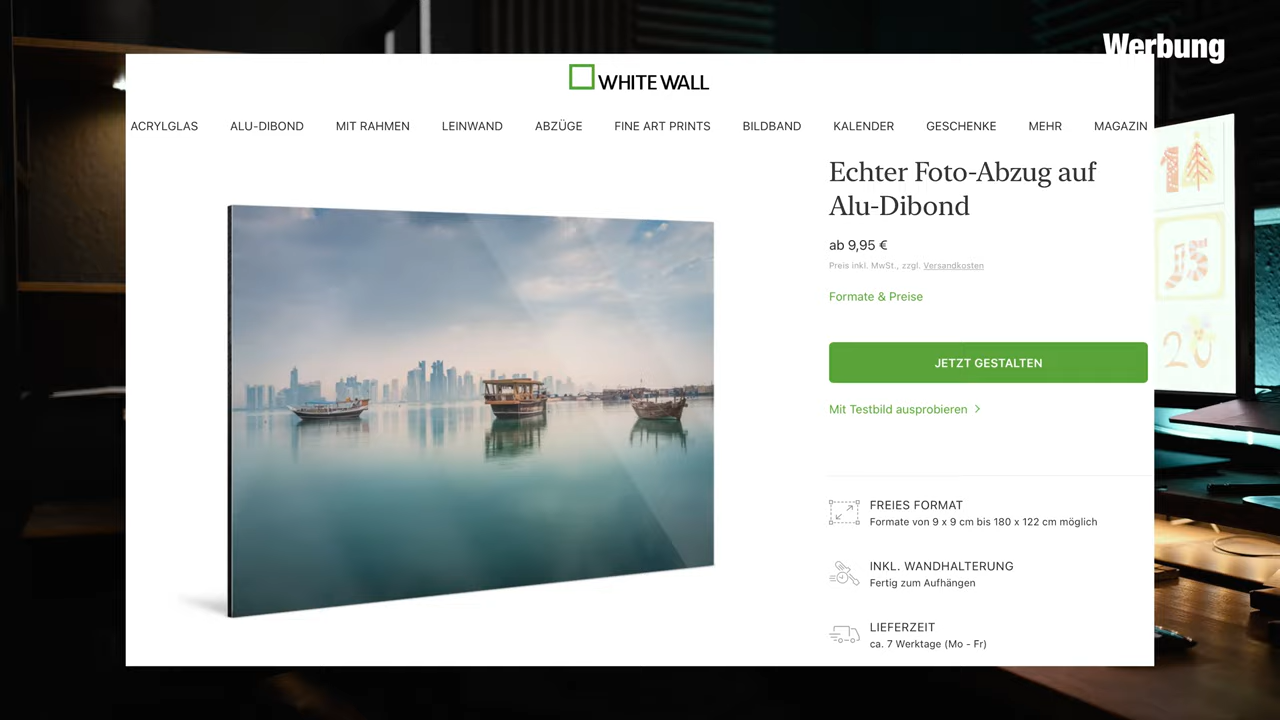 Werbung
WHITE WALL
ACRYLGLAS ALU-DIBOND MIT RAHMEN LEINWAND ABZÜGE FINE ART PRINTS BILDBAND KALENDER GESCHENKE MEHR MAGAZIN
Echter Foto-Abzug auf
Alu-Dibond
ab 9,95 €
Preis inkl. MwSt., zzgl. Versandkosten
Formate & Preise
JETZT GESTALTEN
Mit Testbild ausprobieren
FREIES FORMAT
Formate von 9 x 9 cm bis 180 x 122 cm möglich
INKL. WANDHALTERUNG
Fertig zum Aufhängen
LIEFERZEIT
ca. 7 Werktage (Mo - Fr)
15
20